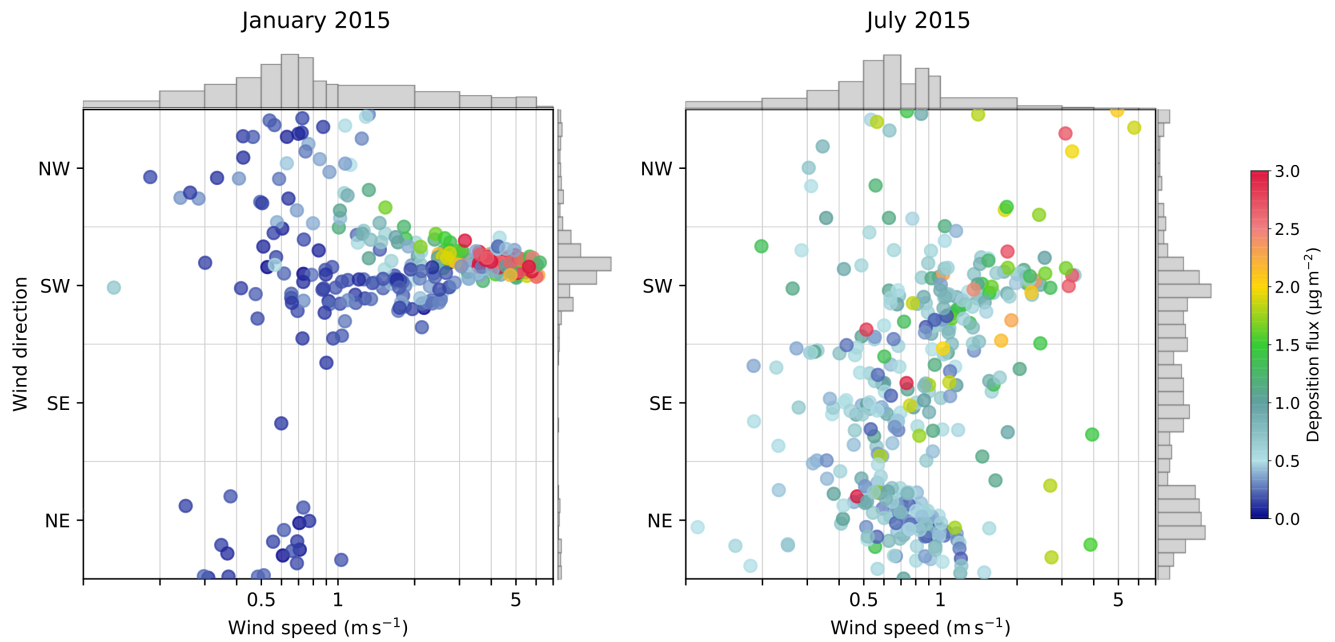 January 2015
July 2015
NW
SW
SE
NE
Wind direction
0.5
1
5
Wind speed (m s⁻¹)
NW
SW
SE
NE
0.5
1
5
Wind speed (m s⁻¹)
3.0
2.5
2.0
1.5
1.0
0.5
0.0
Deposition flux (µg m⁻²)